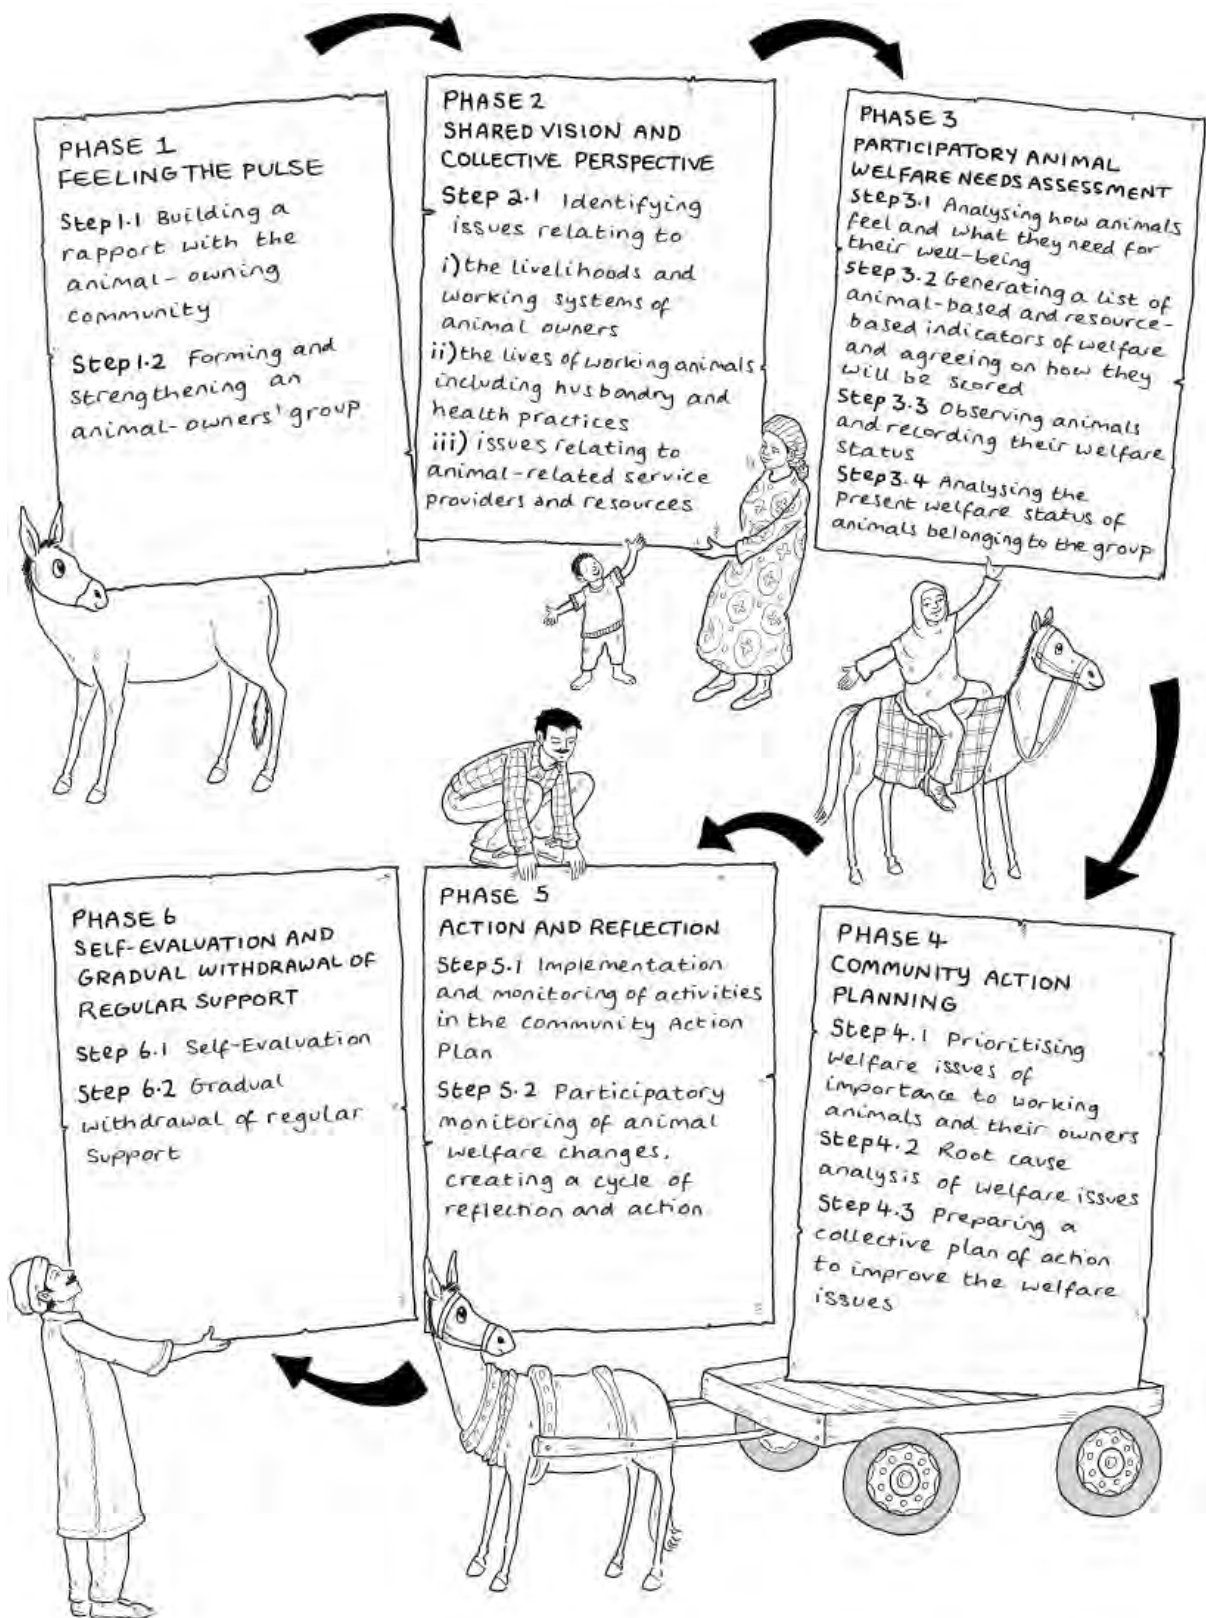 PHASE 1
FEELING THE PULSE
Step 1.1 Building a
rapport with the
animal-owning
community
Step 1.2 Forming and
strengthening an
animal-owners' group
PHASE 2
SHARED VISION AND
COLLECTIVE PERSPECTIVE
Step 2.1 Identifying
issues relating to
i) the livelihoods and
working systems of
animal owners
ii) the lives of working animals
including husbandry and
health practices
iii) issues relating to
animal-related service
providers and resources
PHASE 3
PARTICIPATORY ANIMAL
WELFARE NEEDS ASSESSMENT
Step 3.1 Analysing how animals
feel and what they need for
their well-being
Step 3.2 Generating a list of
animal-based and resource-
based indicators of welfare
and agreeing on how they
will be scored
Step 3.3 Observing animals
and recording their welfare
status
Step 3.4 Analysing the
present welfare status of
animals belonging to the group
PHASE 4
COMMUNITY ACTION
PLANNING
Step 4.1 Prioritising
welfare issues of
importance to working
animals and their owners
Step 4.2 Root cause
analysis of welfare issues
Step 4.3 Preparing a
collective plan of action
to improve the welfare
issues
PHASE 5
ACTION AND REFLECTION
Step 5.1 Implementation
and monitoring of activities
in the Community Action
Plan
Step 5.2 Participatory
monitoring of animal
welfare changes,
creating a cycle of
reflection and action
PHASE 6
SELF-EVALUATION AND
GRADUAL WITHDRAWAL OF
REGULAR SUPPORT
Step 6.1 Self-Evaluation
Step 6.2 Gradual
withdrawal of regular
support